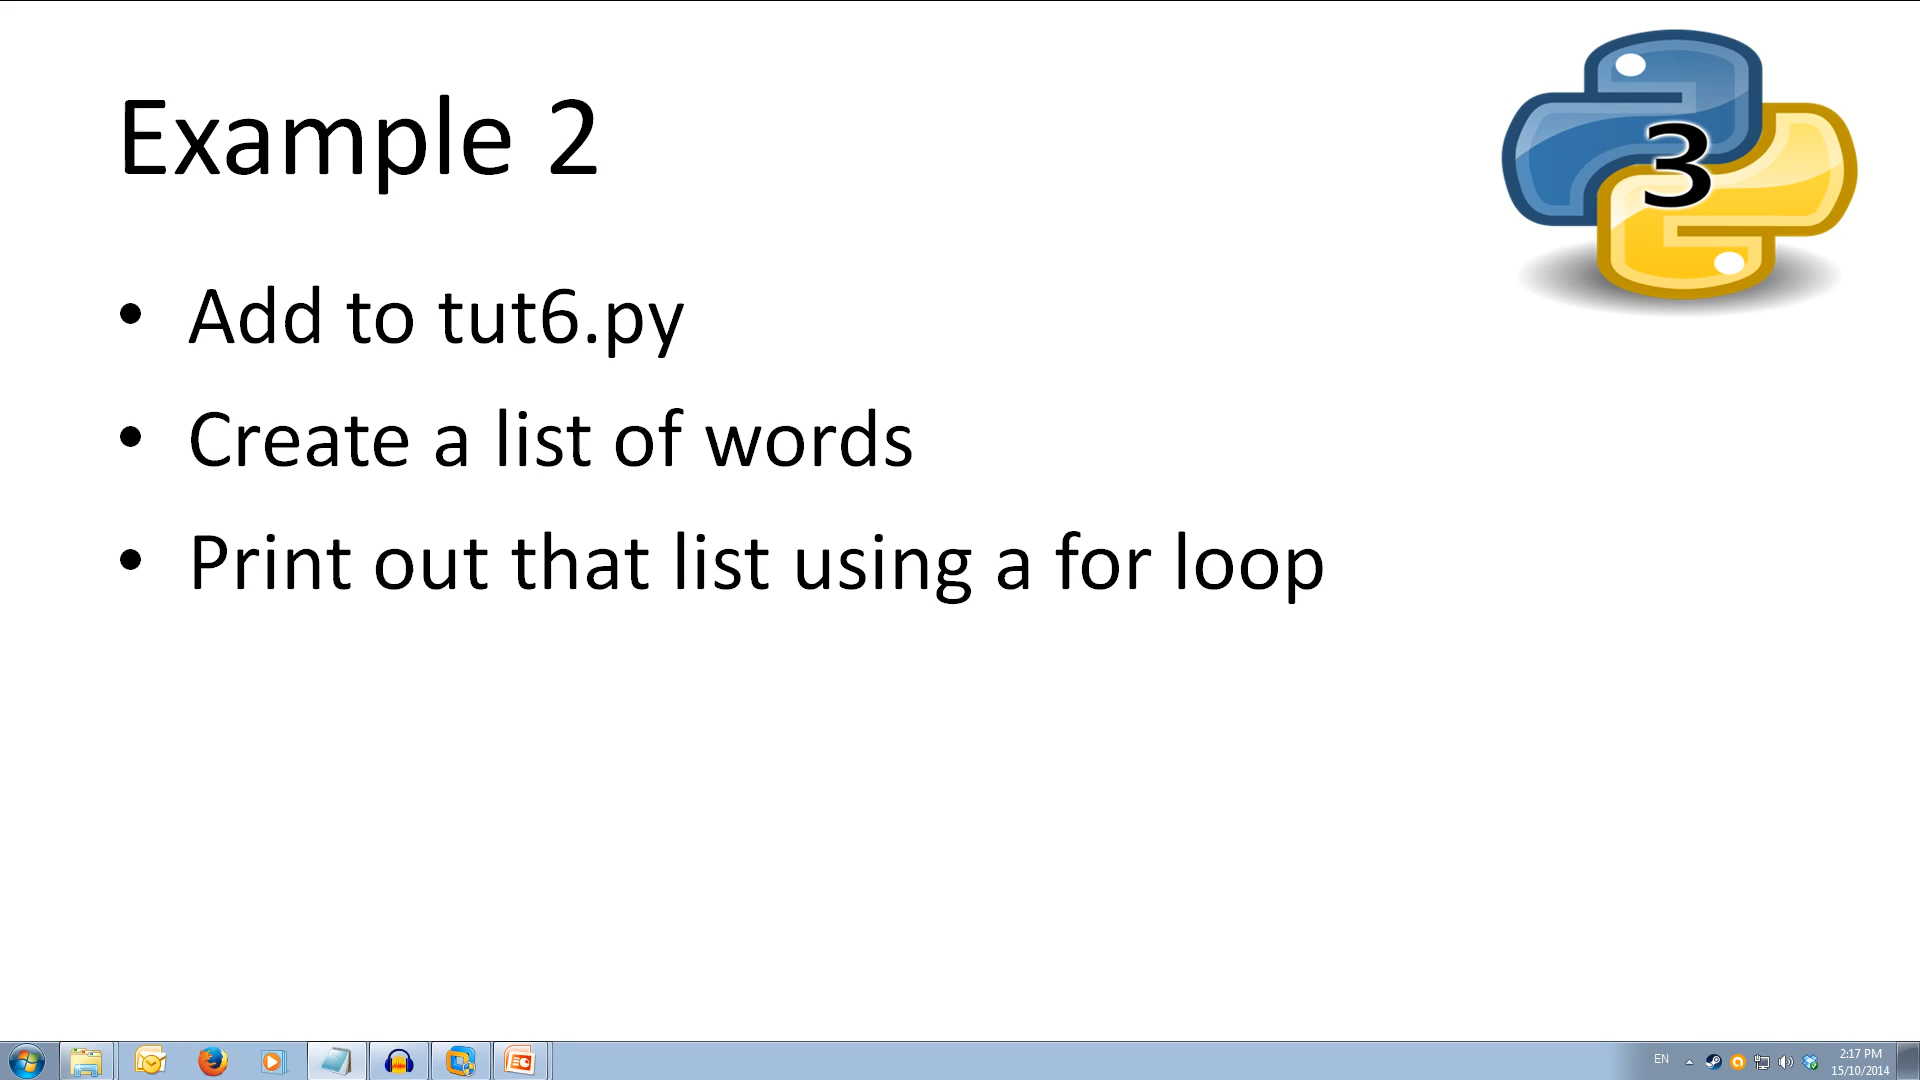 Example 2
3
• Add to tut6.py
• Create a list of words
• Print out that list using a for loop
EN
2:17 PM
15/10/2014